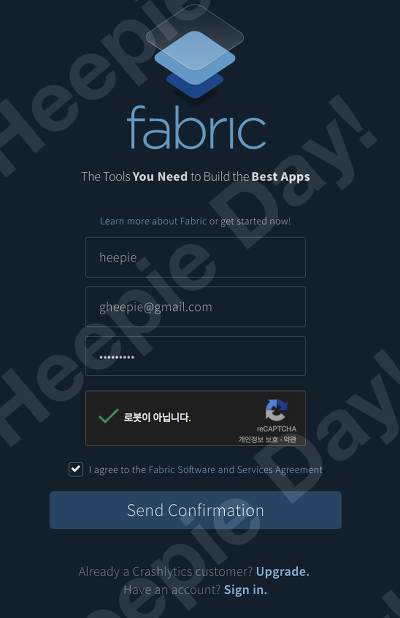 fabric
The Tools You Need to Build the Best Apps
Learn more about Fabric or get started now!
heepie
gheepie@gmail.com
•••••••••
로봇이 아닙니다.
reCAPTCHA
개인정보 보호 - 약관
I agree to the Fabric Software and Services Agreement
Send Confirmation
Already a Crashlytics customer? Upgrade.
Have an account? Sign in.
Heepie Day!
Heepie Day!